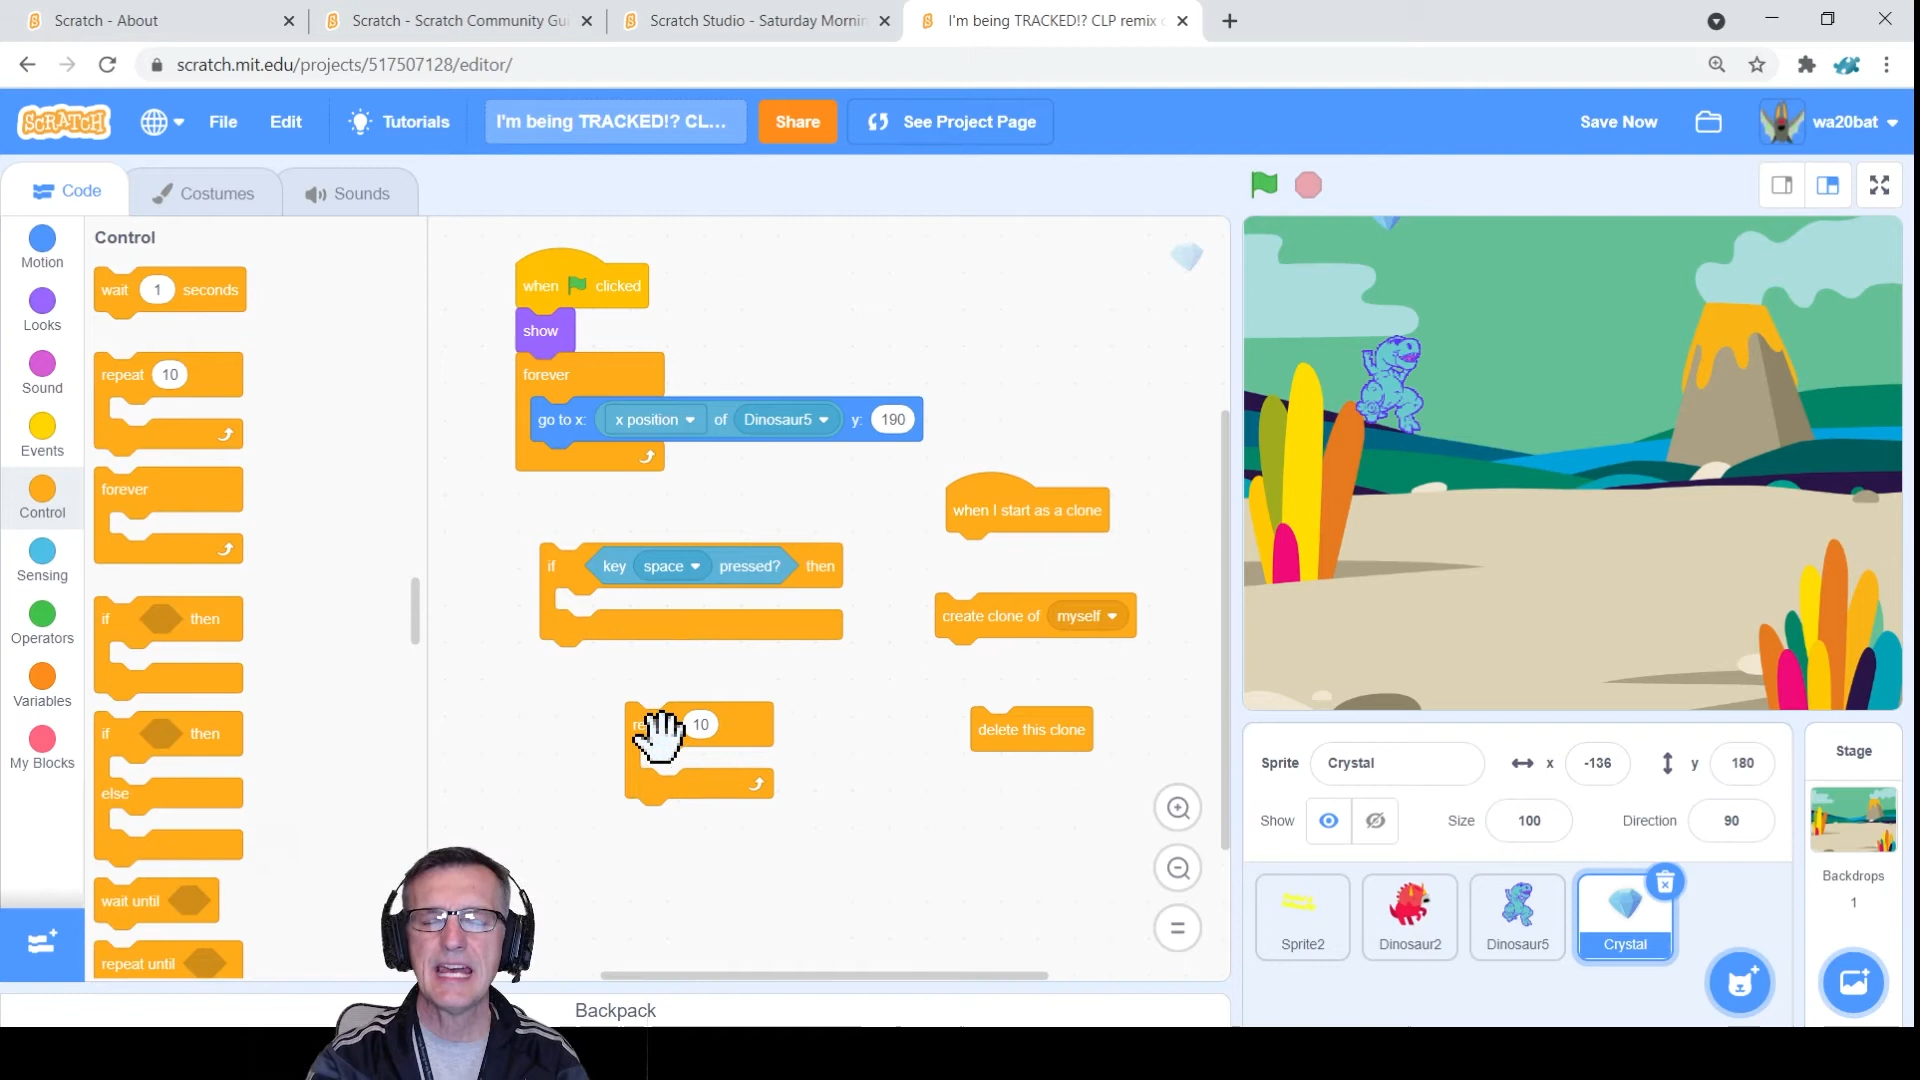 Scratch - About
Scratch - Scratch Community Gui
Scratch Studio - Saturday Mornin
I'm being TRACKED!? CLP remix
scratch.mit.edu/projects/517507128/editor/
SCRATCH
File
Edit
Tutorials
I'm being TRACKED!? CL...
Share
See Project Page
Save Now
wa20bat
Code
Costumes
Sounds
Motion
Looks
Sound
Events
Control
Sensing
Operators
Variables
My Blocks
Control
wait 1 seconds
repeat 10
forever
if then
if then
else
wait until
repeat until
when clicked
show
forever
go to x: x position of Dinosaur5 y: 190
if key space pressed? then
10
when I start as a clone
create clone of myself
delete this clone
Backpack
Sprite Crystal x -136 y 180
Show Size 100 Direction 90
Sprite2
Dinosaur2
Dinosaur5
Crystal
Stage
Backdrops
1